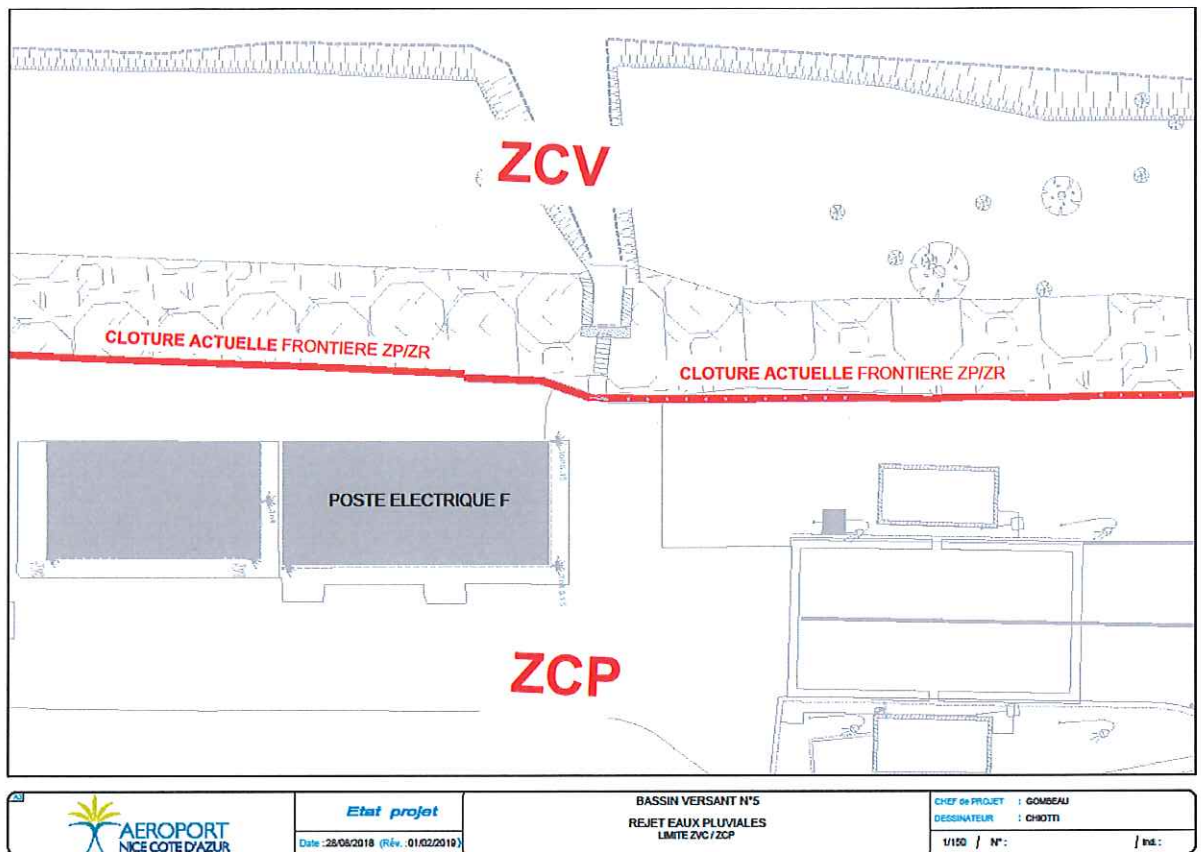 ZCV
CLOTURE ACTUELLE FRONTIERE ZP/ZR
CLOTURE ACTUELLE FRONTIERE ZP/ZR
POSTE ELECTRIQUE F
ZCP
A3
AEROPORT
NICE COTE D'AZUR
Etat projet
Date :28/08/2018 (Rév. :01/02/2019)
BASSIN VERSANT N°5
REJET EAUX PLUVIALES
LIMITE ZVC / ZCP
CHEF de PROJET : GOMBEAU
DESSINATEUR : CHIOTTI
1/150 / N° : / Ind. :